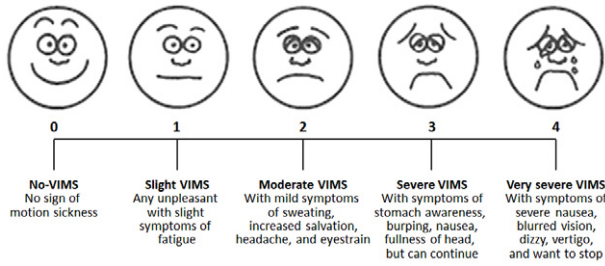 0
1
2
3
4
No-VIMS
No sign of
motion sickness
Slight VIMS
Any unpleasant
with slight
symptoms of
fatigue
Moderate VIMS
With mild symptoms
of sweating,
increased salvation,
headache, and eyestrain
Severe VIMS
With symptoms of
stomach awareness,
burping, nausea,
fullness of head,
but can continue
Very severe VIMS
With symptoms of
severe nausea,
blurred vision,
dizzy, vertigo,
and want to stop